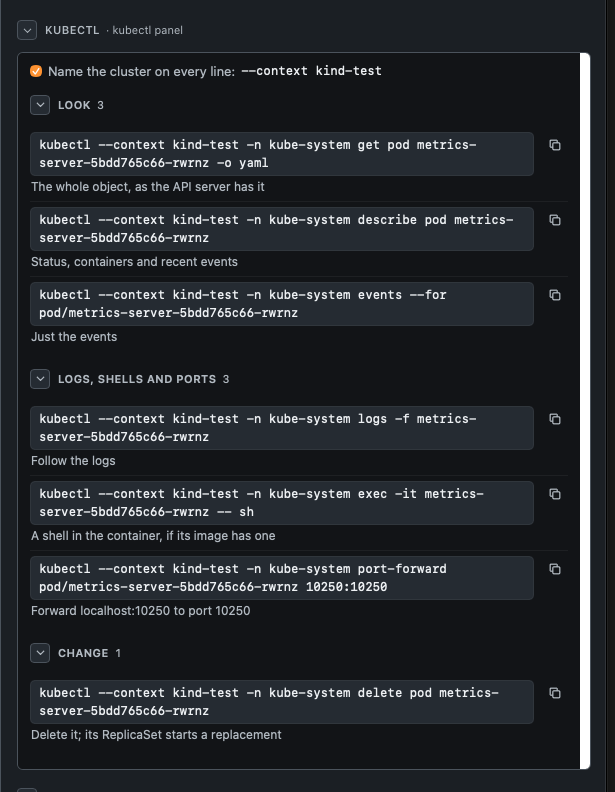 KUBECTL · kubectl panel
Name the cluster on every line: --context kind-test
LOOK 3
kubectl --context kind-test -n kube-system get pod metrics-
server-5bdd765c66-rwrnz -o yaml
The whole object, as the API server has it
kubectl --context kind-test -n kube-system describe pod metrics-
server-5bdd765c66-rwrnz
Status, containers and recent events
kubectl --context kind-test -n kube-system events --for
pod/metrics-server-5bdd765c66-rwrnz
Just the events
LOGS, SHELLS AND PORTS 3
kubectl --context kind-test -n kube-system logs -f metrics-
server-5bdd765c66-rwrnz
Follow the logs
kubectl --context kind-test -n kube-system exec -it metrics-
server-5bdd765c66-rwrnz -- sh
A shell in the container, if its image has one
kubectl --context kind-test -n kube-system port-forward
pod/metrics-server-5bdd765c66-rwrnz 10250:10250
Forward localhost:10250 to port 10250
CHANGE 1
kubectl --context kind-test -n kube-system delete pod metrics-
server-5bdd765c66-rwrnz
Delete it; its ReplicaSet starts a replacement